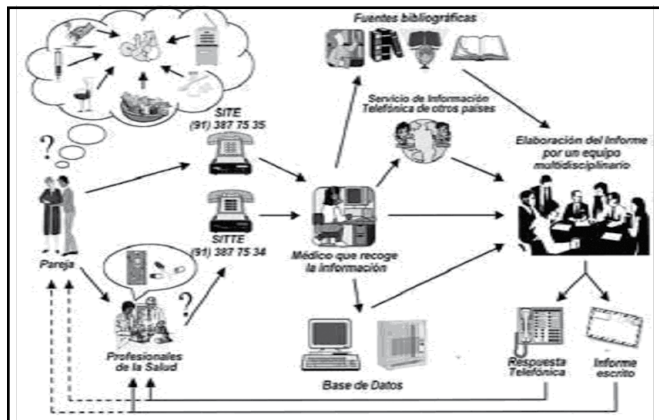 Fuentes bibliográficas
SITE
(91) 387 75 35
Servicio de Información
Telefónica de otros países
Elaboración del Informe
por un equipo
multidisciplinario
?
Pareja
SITTE
(91) 387 75 34
Médico que recoge
la información
?
Profesionales
de la Salud
Base de Datos
Respuesta
Telefónica
Informe
escrito